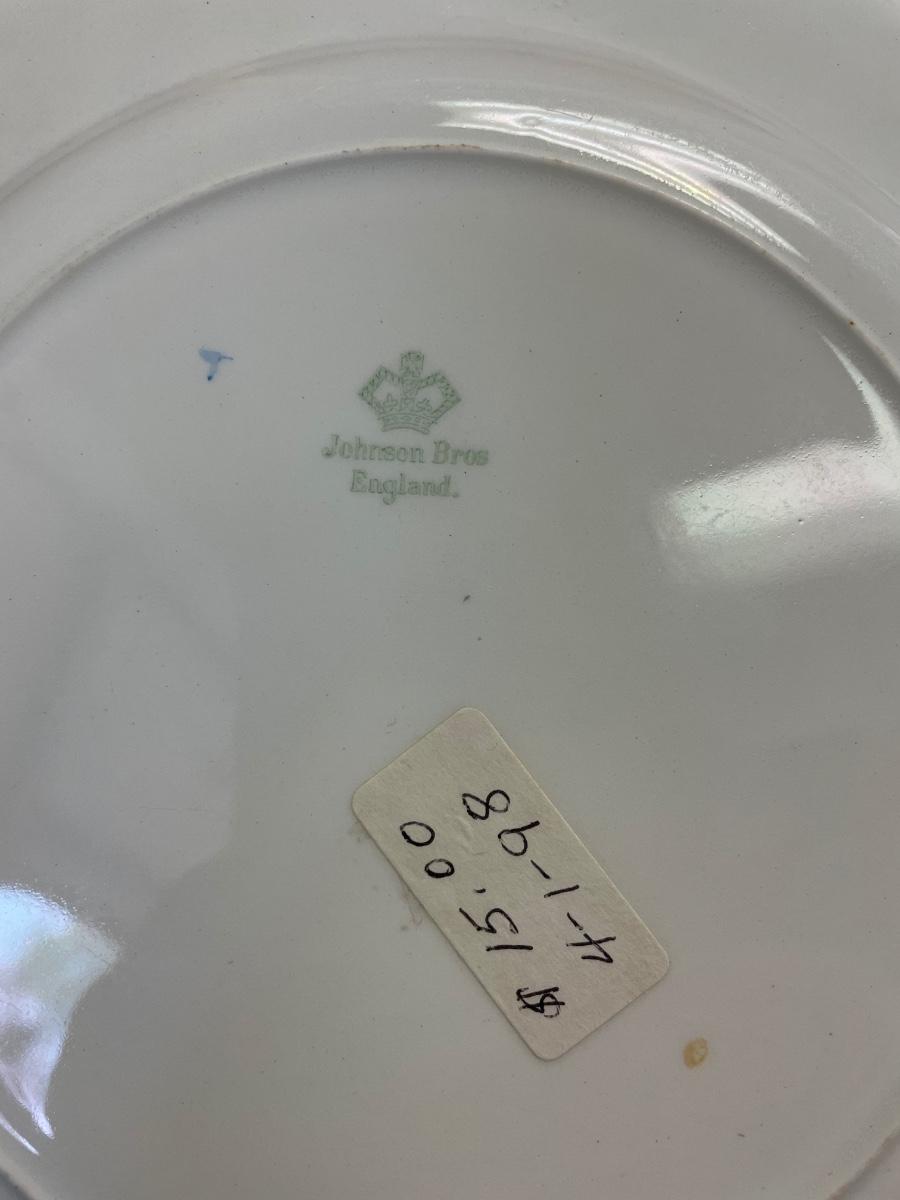 Johnson Bros
England.
$ 15.00
4-1-98